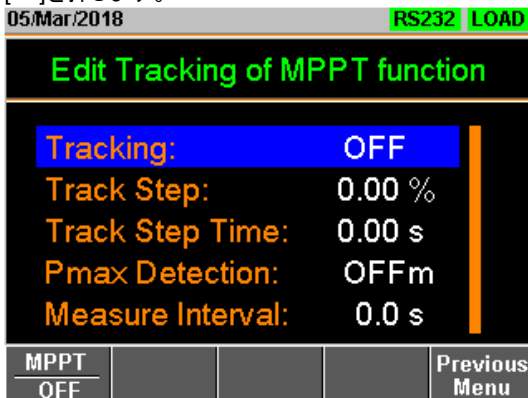 05/Mar/2018 RS232 LOAD
Edit Tracking of MPPT function
Tracking: OFF
Track Step: 0.00 %
Track Step Time: 0.00 s
Pmax Detection: OFFm
Measure Interval: 0.0 s
MPPT Previous
OFF Menu